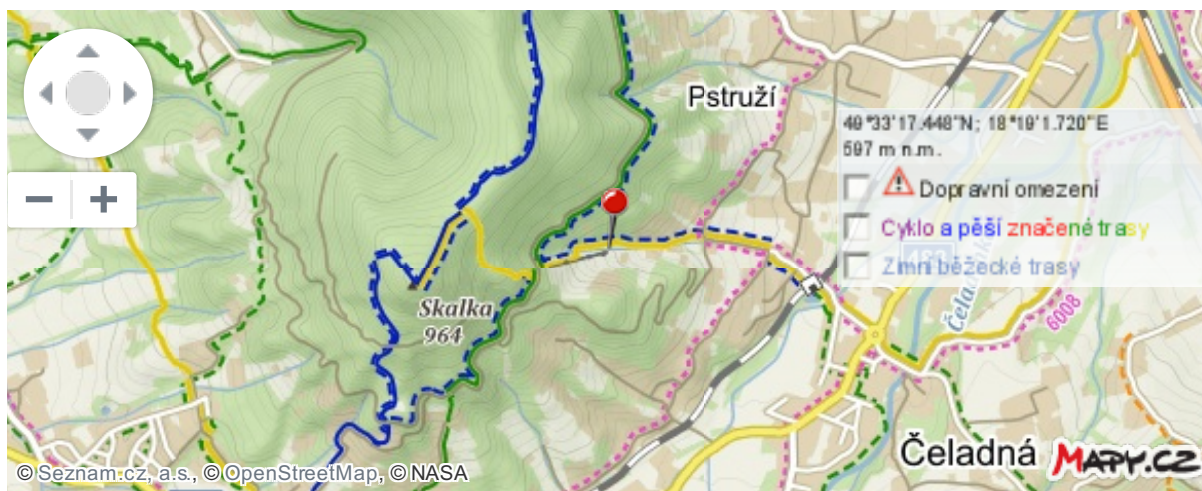 Pstruží
49°33'17.448"N; 18°19'1.720"E
597 m n.m.
Dopravní omezení
Cyklo a pěší značené trasy
Zimní běžecké trasy
Skalka
964
6008
Čeladná
MAPY.CZ
© Seznam.cz, a.s., © OpenStreetMap, © NASA